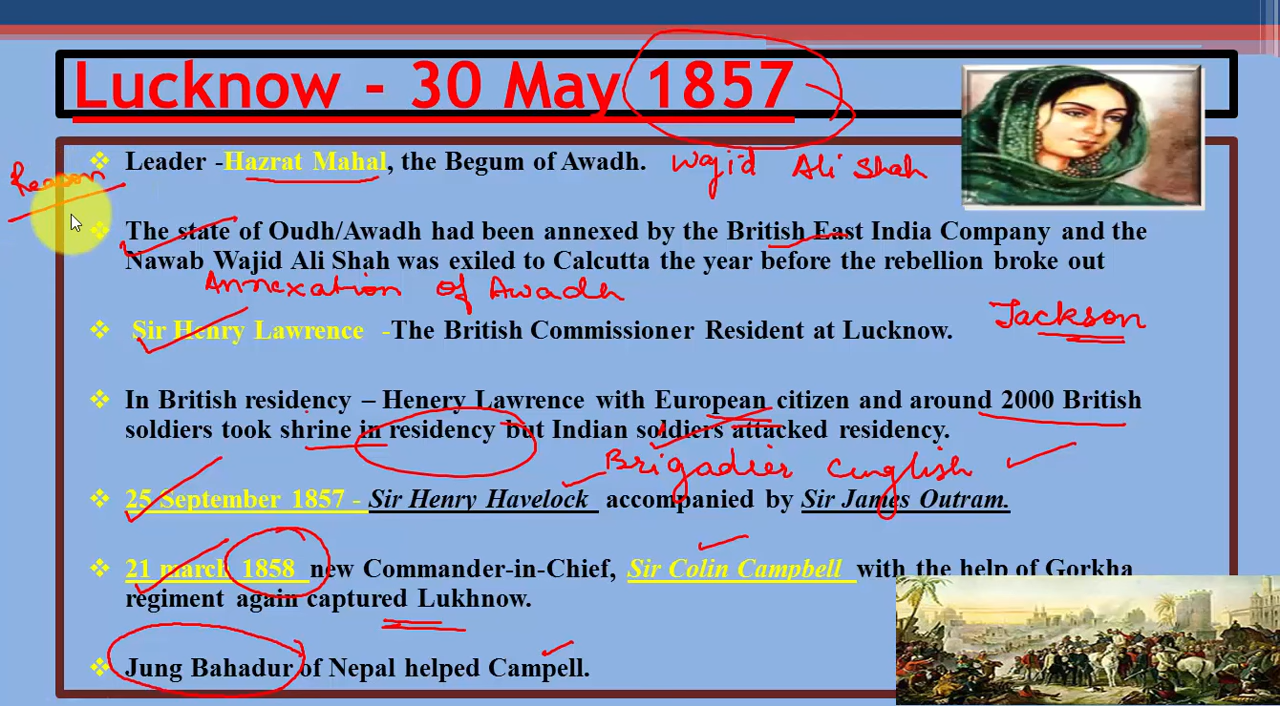 Lucknow - 30 May 1857
Leader -Hazrat Mahal, the Begum of Awadh. Wajid Ali Shah
Reason
The state of Oudh/Awadh had been annexed by the British East India Company and the
Nawab Wajid Ali Shah was exiled to Calcutta the year before the rebellion broke out
Annexation of Awadh
Sir Henry Lawrence -The British Commissioner Resident at Lucknow. Jackson
In British residency – Henery Lawrence with European citizen and around 2000 British
soldiers took shrine in residency but Indian soldiers attacked residency.
Brigadier english
25 September 1857 - Sir Henry Havelock accompanied by Sir James Outram.
21 march 1858 new Commander-in-Chief, Sir Colin Campbell with the help of Gorkha
regiment again captured Lukhnow.
Jung Bahadur of Nepal helped Campell.